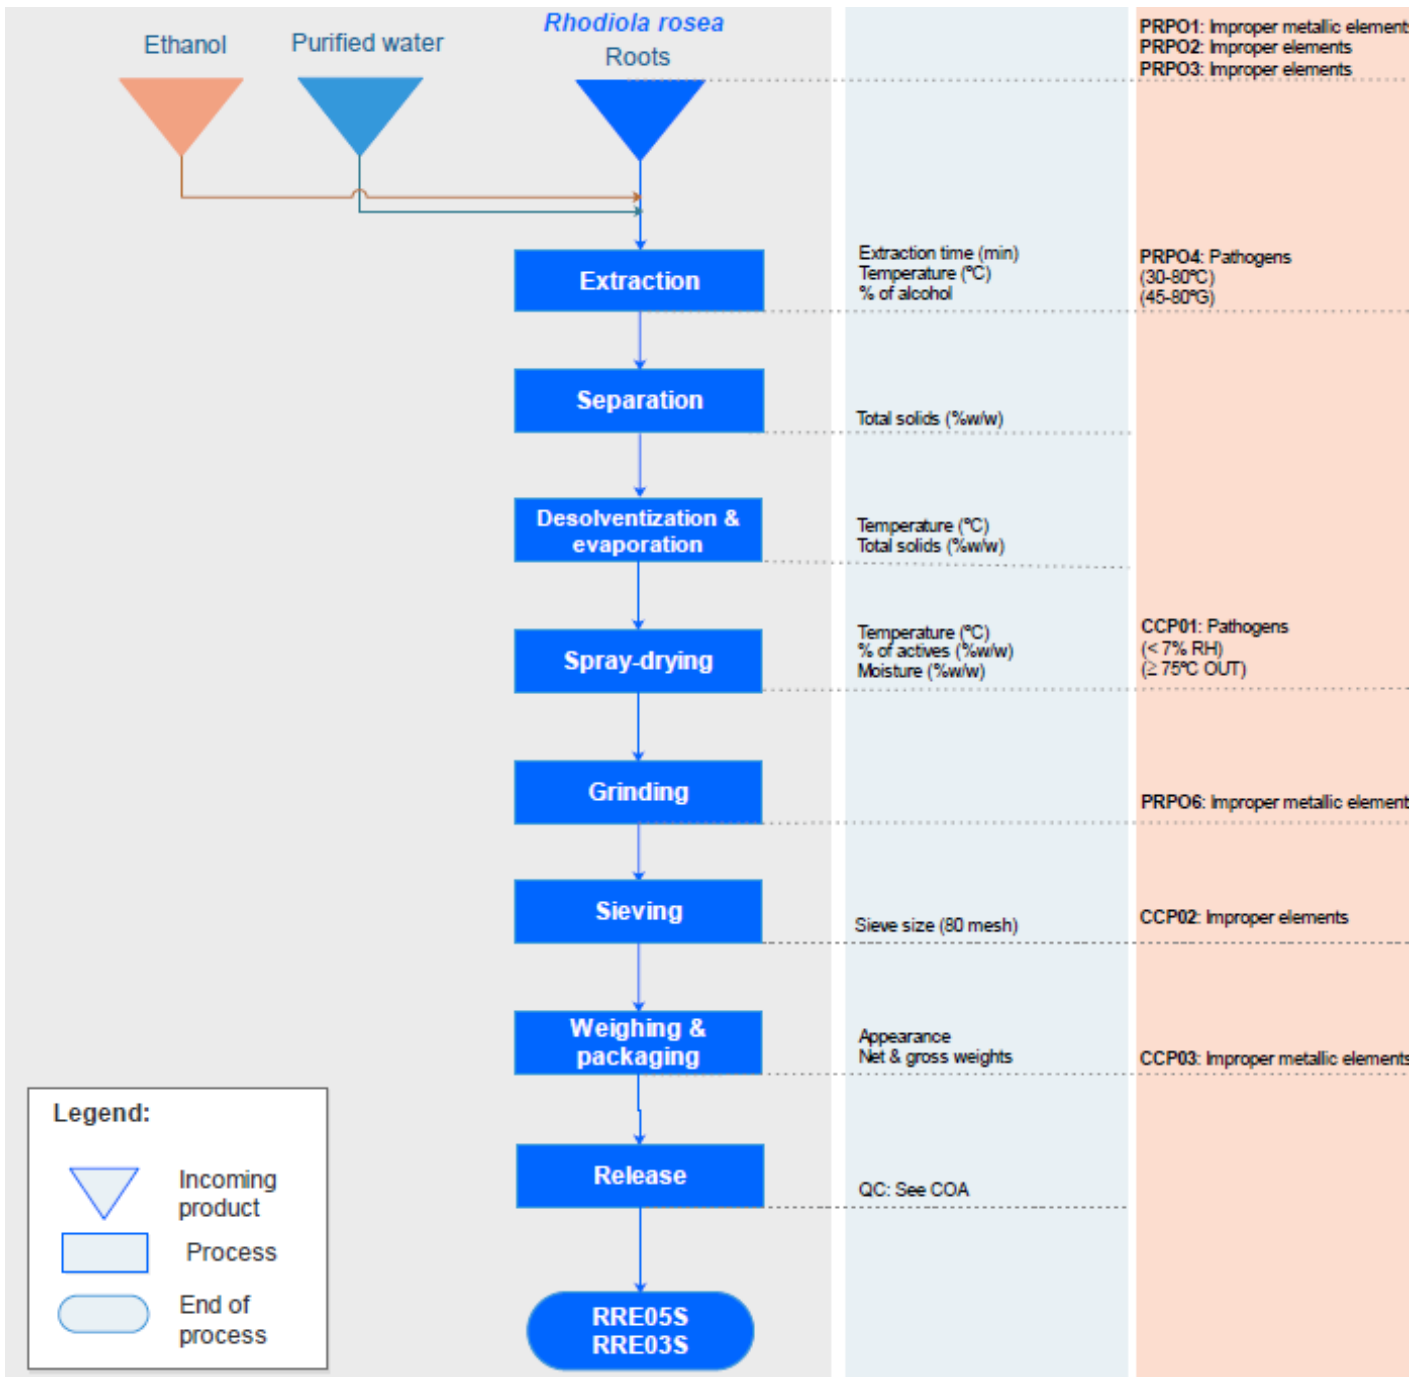 Rhodiola rosea
Roots
Ethanol
Purified water
PRPO1: Improper metallic element
PRPO2: Improper elements
PRPO3: Improper elements
Extraction
Extraction time (min)
Temperature (ºC)
% of alcohol
PRPO4: Pathogens
(30-80ºC)
(45-80ºG)
Separation
Total solids (%w/w)
Desolventization &
evaporation
Temperature (ºC)
Total solids (%w/w)
Spray-drying
Temperature (ºC)
% of actives (%w/w)
Moisture (%w/w)
CCP01: Pathogens
(< 7% RH)
(≥ 75ºC OUT)
Grinding
PRPO6: Improper metallic element
Sieving
Sieve size (80 mesh)
CCP02: Improper elements
Weighing &
packaging
Appearance
Net & gross weights
CCP03: Improper metallic elements
Release
QC: See COA
RRE05S
RRE03S
Legend:
Incoming
product
Process
End of
process